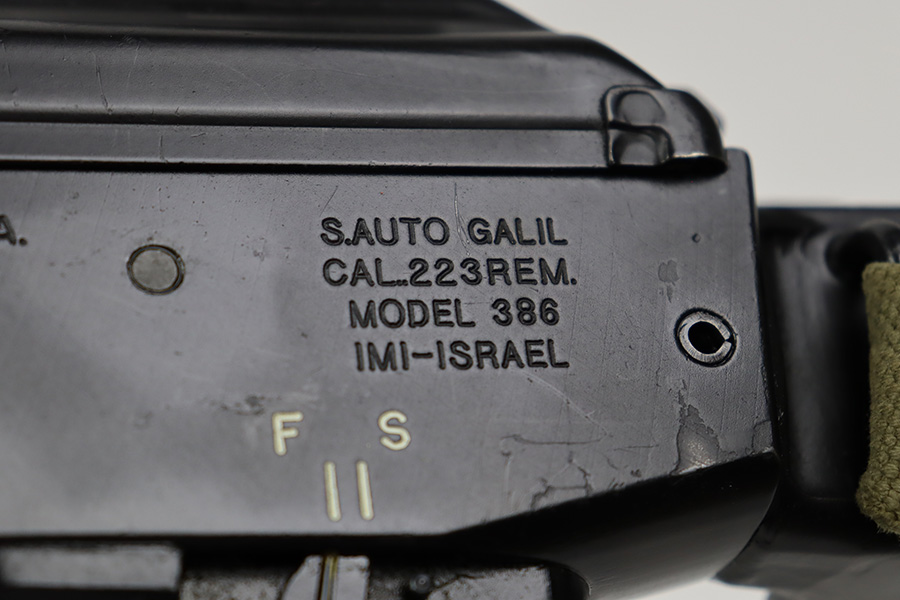 A.
S.AUTO GALIL
CAL..223REM.
MODEL 386
IMI-ISRAEL
F S